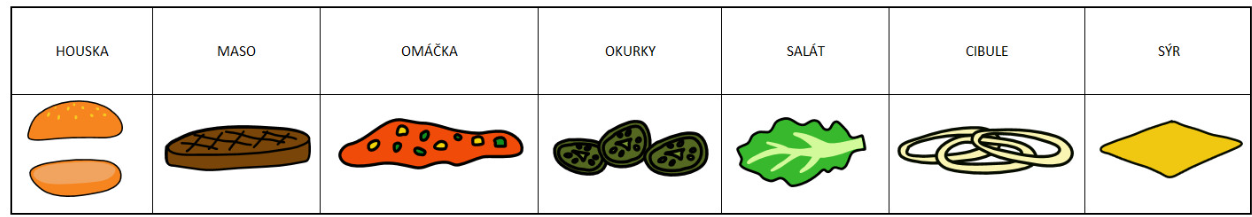 HOUSKA
MASO
OMÁČKA
OKURKY
SALÁT
CIBULE
SÝR